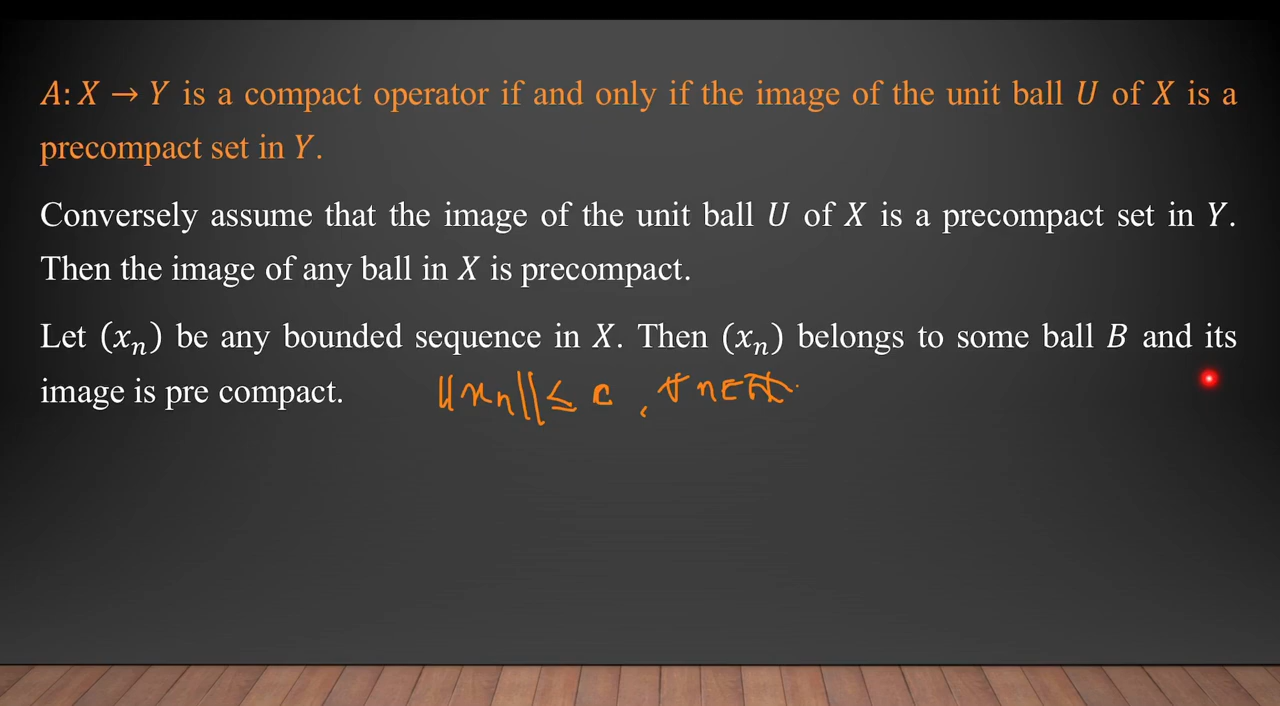 A: X → Y is a compact operator if and only if the image of the unit ball U of X is a
precompact set in Y.
Conversely assume that the image of the unit ball U of X is a precompact set in Y.
Then the image of any ball in X is precompact.
Let (xₙ) be any bounded sequence in X. Then (xₙ) belongs to some ball B and its
image is pre compact. ||xₙ|| ≤ c , ∀ n ∈ ℕ.